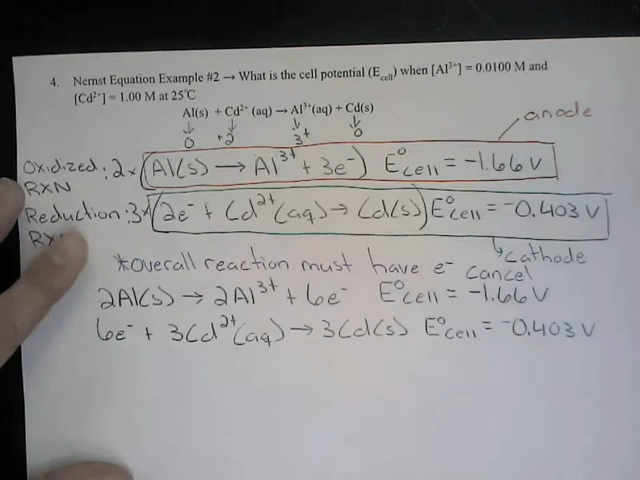 4. Nernst Equation Example #2 → What is the cell potential (E_cell) when [Al³⁺] = 0.0100 M and
[Cd²⁺] = 1.00 M at 25℃
Al(s) + Cd²⁺ (aq) → Al³⁺(aq) + Cd(s)
0 +2 3+ 0
anode
Oxidized: 2× (Al(s) → Al³⁺ + 3e⁻) E°cell = -1.66 V
RXN
Reduction: 3× (2e⁻ + Cd²⁺(aq) → Cd(s)) E°cell = -0.403 V
cathode
*Overall reaction must have e⁻ cancel
2Al(s) → 2Al³⁺ + 6e⁻ E°cell = -1.66 V
6e⁻ + 3Cd²⁺(aq) → 3Cd(s) E°cell = -0.403 V